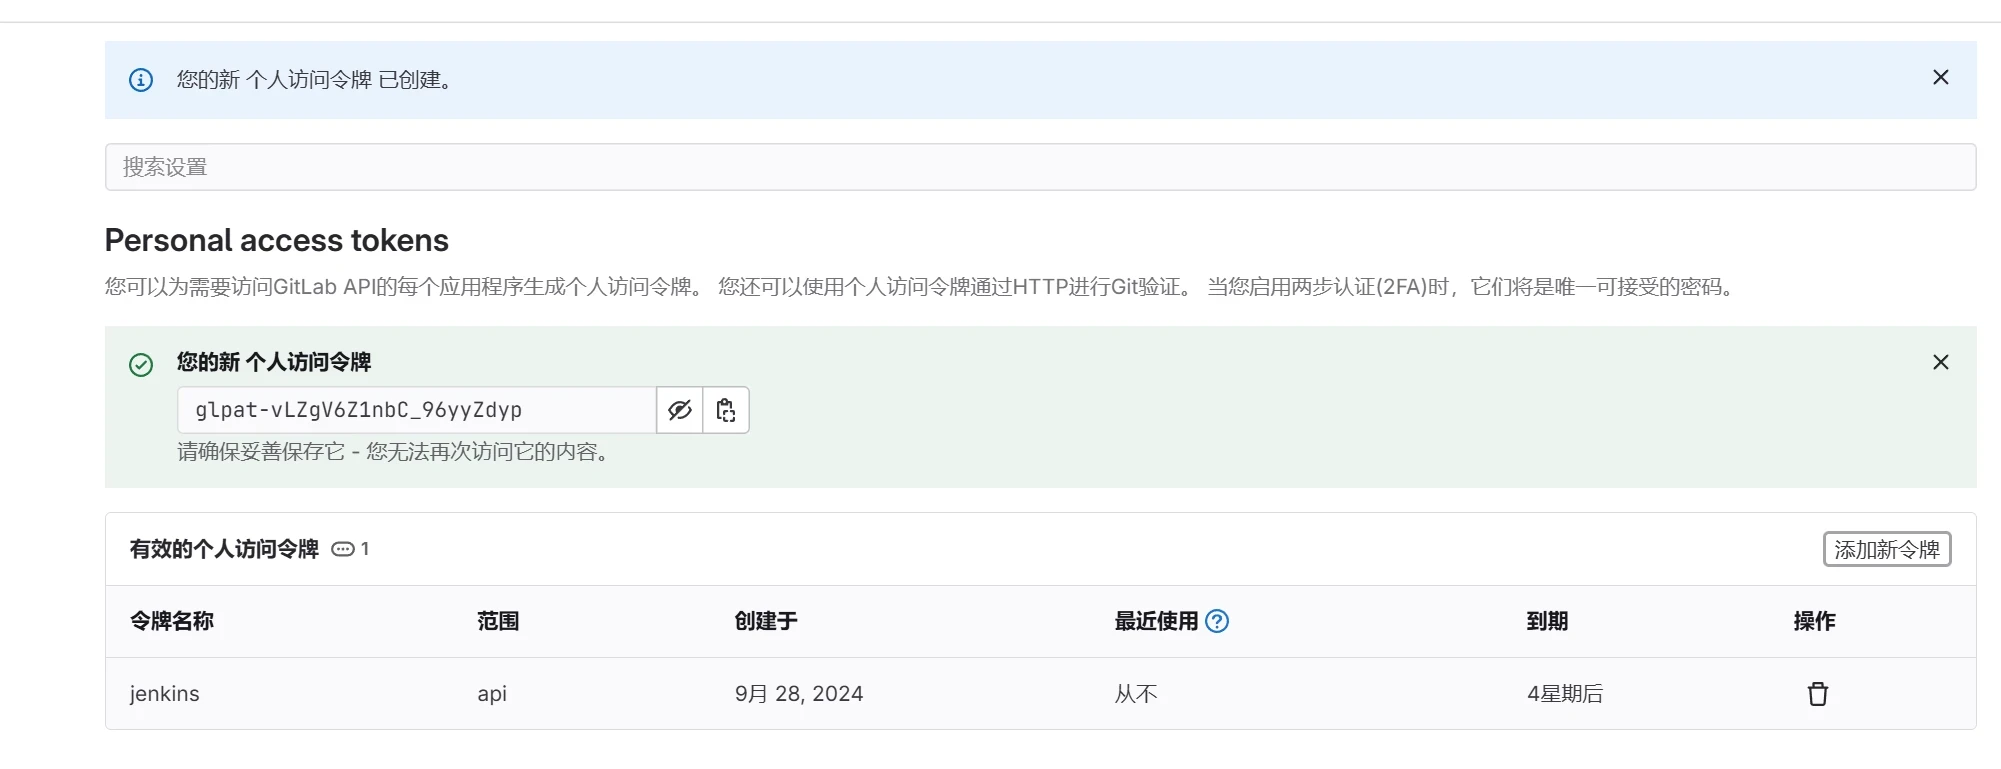 您的新 个人访问令牌 已创建。
搜索设置
Personal access tokens
您可以为需要访问GitLab API的每个应用程序生成个人访问令牌。 您还可以使用个人访问令牌通过HTTP进行Git验证。 当您启用两步认证(2FA)时，它们将是唯一可接受的密码。
您的新 个人访问令牌
glpat-vLZgV6Z1nbC_96yyZdyp
请确保妥善保存它 - 您无法再次访问它的内容。
有效的个人访问令牌 1 添加新令牌
令牌名称 范围 创建于 最近使用 到期 操作
jenkins api 9月 28, 2024 从不 4星期后